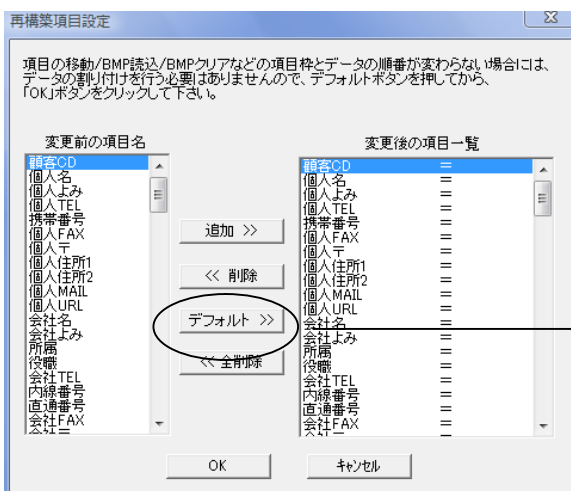 再構築項目設定
項目の移動/BMP読込/BMPクリアなどの項目枠とデータの順番が変わらない場合には、
データの割り付けを行う必要はありませんので、デフォルトボタンを押してから、
「OK」ボタンをクリックして下さい。
変更前の項目名
顧客CD
個人名
個人よみ
個人TEL
携帯番号
個人FAX
個人〒
個人住所1
個人住所2
個人MAIL
個人URL
会社名
会社よみ
所属
役職
会社TEL
内線番号
直通番号
会社FAX
会社〒
追加 >>
<< 削除
デフォルト >>
<< 全削除
変更後の項目一覧
顧客CD =
個人名 =
個人よみ =
個人TEL =
携帯番号 =
個人FAX =
個人〒 =
個人住所1 =
個人住所2 =
個人MAIL =
個人URL =
会社名 =
会社よみ =
所属 =
役職 =
会社TEL =
内線番号 =
直通番号 =
会社FAX =
会社〒 =
OK
キャンセル